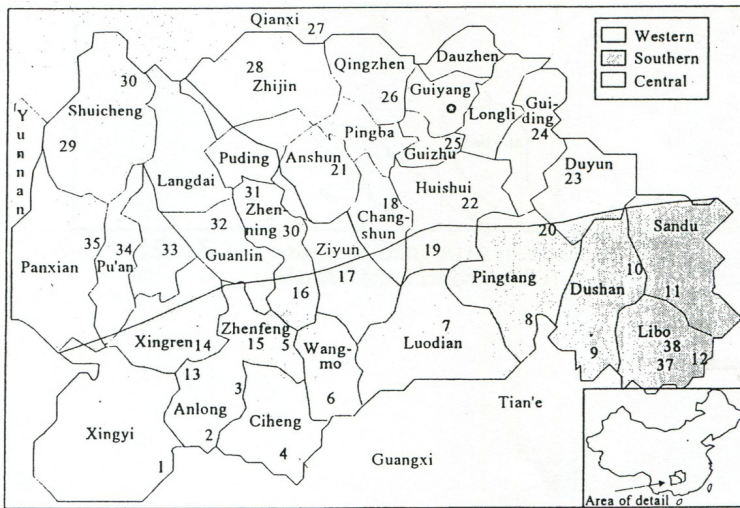 Qianxi 27
Western
Southern
Central
30
28
Zhijin
Qingzhen
26
Dauzhen
Guiyang
Longli
Gui-
ding
24
Shuicheng
29
Yunnan
Pingba
Guizhu
25
Puding
Anshun
21
Duyun
23
Langdai
31
Zhen-
ning 30
18
Chang-
shun
Huishui
22
32
Guanlin
Ziyun
19
20
Sandu
35
34
33
Panxian
Pu'an
17
16
Pingtang
8
Dushan
10
11
Xingren 14
Zhenfeng
15
5
Wang-
mo
6
7
Luodian
9
Libo
38
37
12
13
3
Anlong
2
Ciheng
4
Xingyi
1
Tian'e
Guangxi
Area of detail